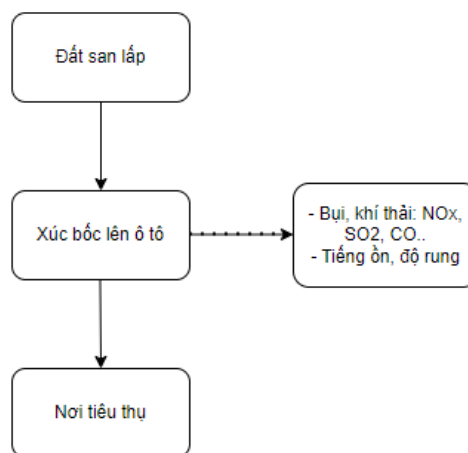 Đất san lấp
Xúc bốc lên ô tô
- Bụi, khí thải: NOx,
SO2, CO..
- Tiếng ồn, độ rung
Nơi tiêu thụ